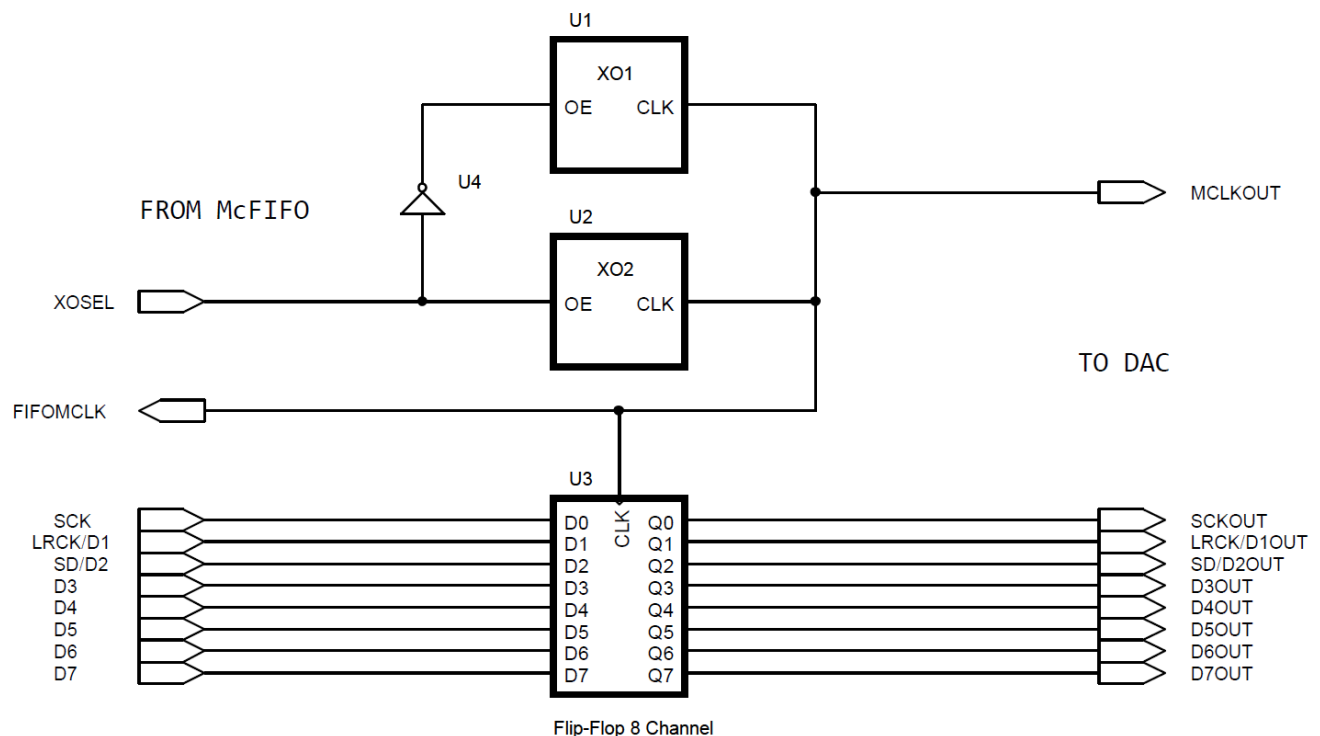 U1
XO1
OE CLK
U4
FROM McFIFO
MCLKOUT
U2
XO2
XOSEL
OE CLK
TO DAC
FIFOMCLK
U3
CLK
SCK D0 Q0 SCKOUT
LRCK/D1 D1 Q1 LRCK/D1OUT
SD/D2 D2 Q2 SD/D2OUT
D3 D3 Q3 D3OUT
D4 D4 Q4 D4OUT
D5 D5 Q5 D5OUT
D6 D6 Q6 D6OUT
D7 D7 Q7 D7OUT
Flip-Flop 8 Channel